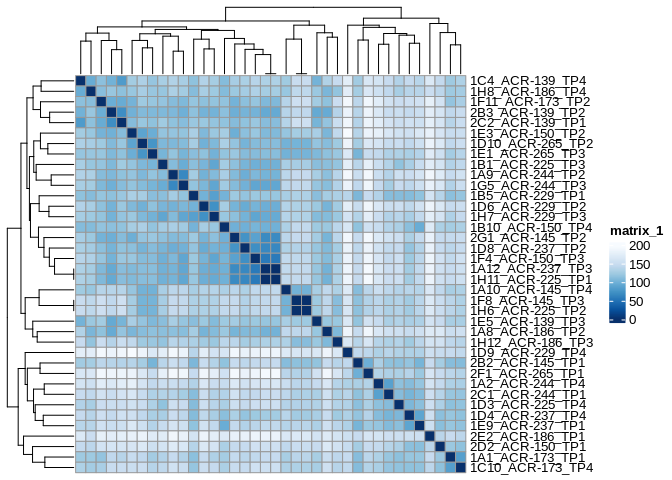 1C4_ACR-139_TP4
1H8_ACR-186_TP4
1F11_ACR-173_TP2
2B3_ACR-139_TP2
2C2_ACR-139_TP1
1E3_ACR-150_TP2
1D10_ACR-265_TP2
1E1_ACR-265_TP3
1B1_ACR-225_TP3
1A9_ACR-244_TP2
1G5_ACR-244_TP3
1B5_ACR-229_TP1
1D6_ACR-229_TP2
1H7_ACR-229_TP3
1B10_ACR-150_TP4
2G1_ACR-145_TP2
1D8_ACR-237_TP2
1F4_ACR-150_TP3
1A12_ACR-237_TP3
1H11_ACR-225_TP1
1A10_ACR-145_TP4
1F8_ACR-145_TP3
1H6_ACR-225_TP2
1E5_ACR-139_TP3
1A8_ACR-186_TP2
1H12_ACR-186_TP3
1D9_ACR-229_TP4
2B2_ACR-145_TP1
2F1_ACR-265_TP1
1A2_ACR-244_TP4
2C1_ACR-244_TP1
1D3_ACR-225_TP4
1D4_ACR-237_TP4
1E9_ACR-237_TP1
2E2_ACR-186_TP1
2D2_ACR-150_TP1
1A1_ACR-173_TP1
1C10_ACR-173_TP4
matrix_1
200
150
100
50
0